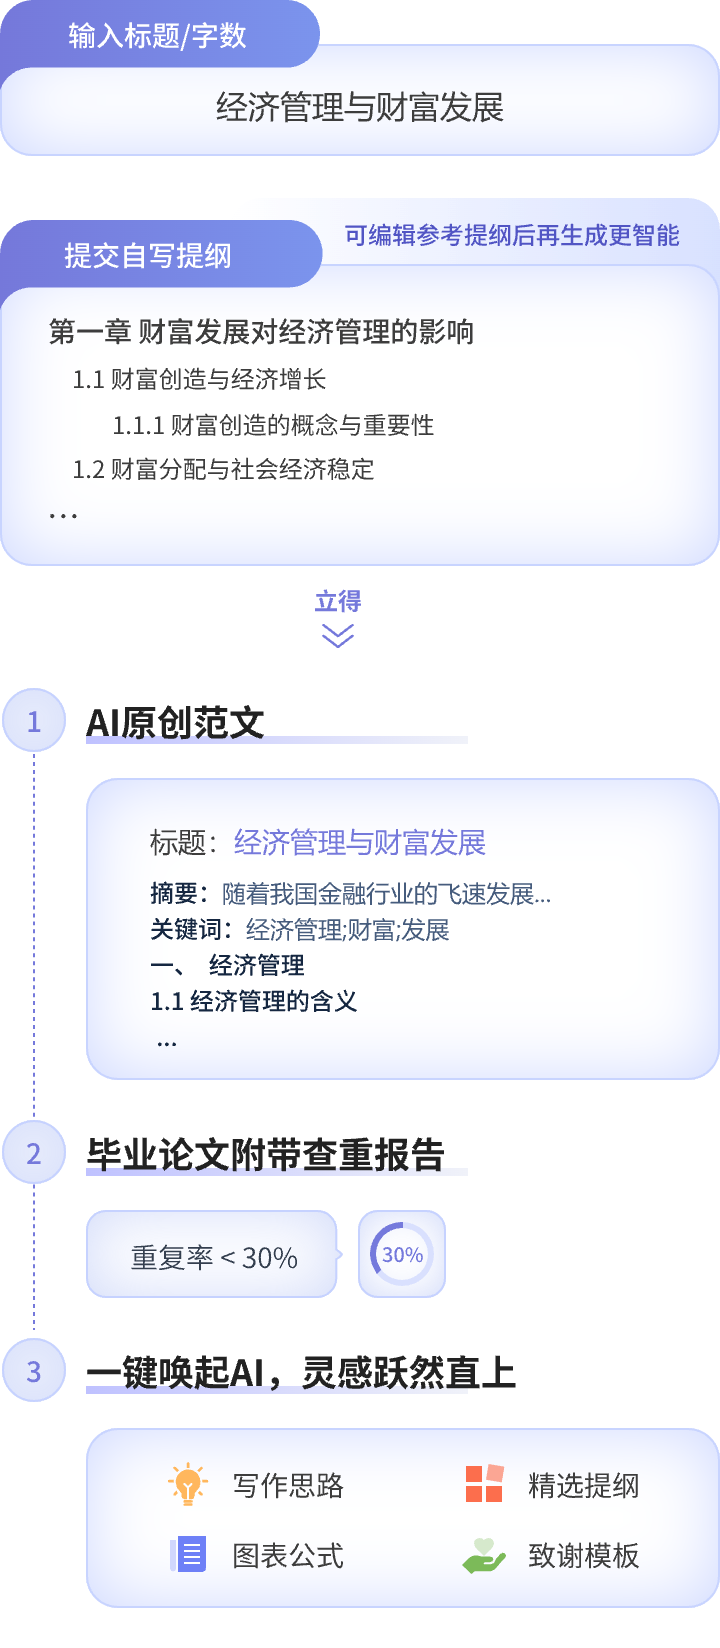 输入标题/字数
经济管理与财富发展
可编辑参考提纲后再生成更智能
提交自写提纲
第一章 财富发展对经济管理的影响
1.1 财富创造与经济增长
1.1.1 财富创造的概念与重要性
1.2 财富分配与社会经济稳定
...
立得
1 AI原创范文
标题：经济管理与财富发展
摘要：随着我国金融行业的飞速发展...
关键词：经济管理;财富;发展
一、 经济管理
1.1 经济管理的含义
...
2 毕业论文附带查重报告
重复率 < 30% 30%
3 一键唤起AI，灵感跃然直上
写作思路 精选提纲
图表公式 致谢模板